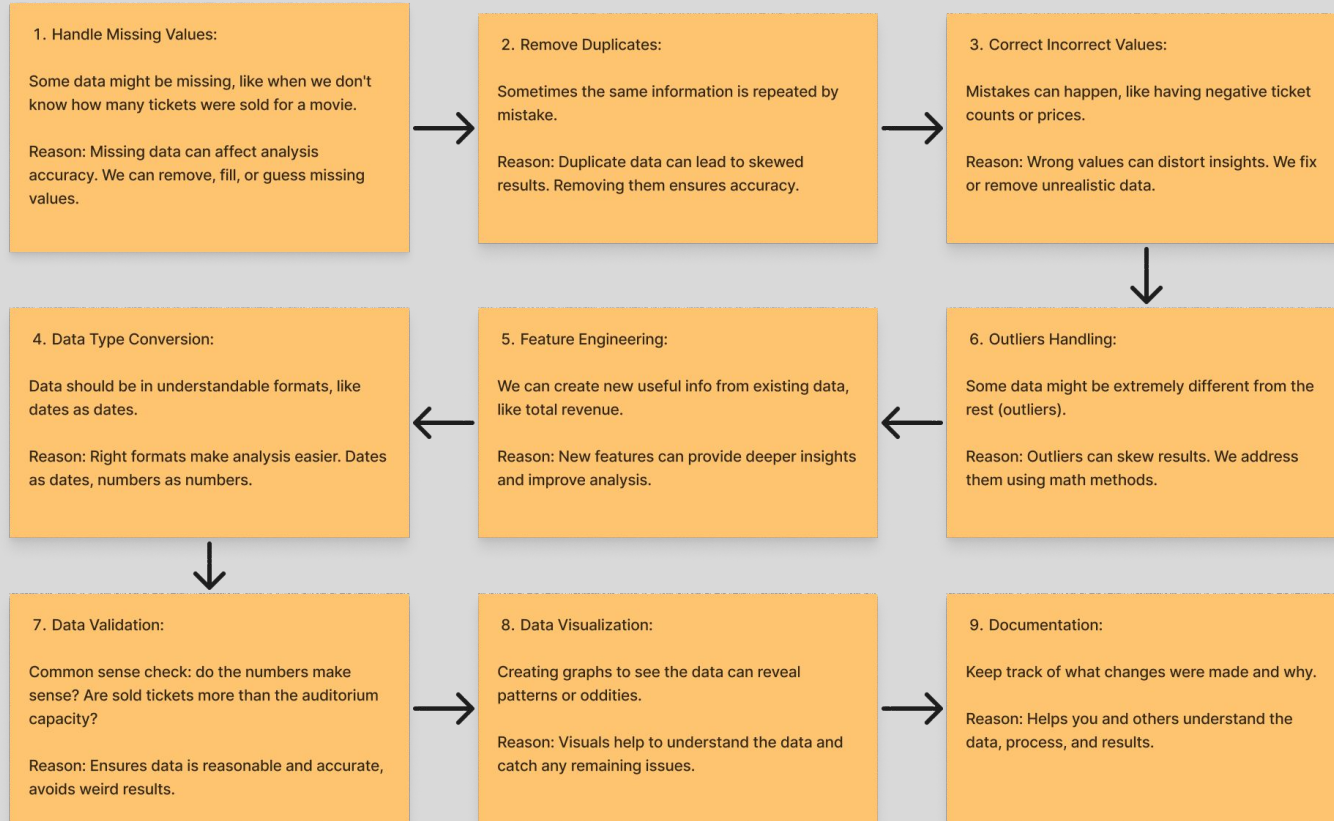 1. Handle Missing Values:
Some data might be missing, like when we don't
know how many tickets were sold for a movie.
Reason: Missing data can affect analysis
accuracy. We can remove, fill, or guess missing
values.
2. Remove Duplicates:
Sometimes the same information is repeated by
mistake.
Reason: Duplicate data can lead to skewed
results. Removing them ensures accuracy.
3. Correct Incorrect Values:
Mistakes can happen, like having negative ticket
counts or prices.
Reason: Wrong values can distort insights. We fix
or remove unrealistic data.
4. Data Type Conversion:
Data should be in understandable formats, like
dates as dates.
Reason: Right formats make analysis easier. Dates
as dates, numbers as numbers.
5. Feature Engineering:
We can create new useful info from existing data,
like total revenue.
Reason: New features can provide deeper insights
and improve analysis.
6. Outliers Handling:
Some data might be extremely different from the
rest (outliers).
Reason: Outliers can skew results. We address
them using math methods.
7. Data Validation:
Common sense check: do the numbers make
sense? Are sold tickets more than the auditorium
capacity?
Reason: Ensures data is reasonable and accurate,
avoids weird results.
8. Data Visualization:
Creating graphs to see the data can reveal
patterns or oddities.
Reason: Visuals help to understand the data and
catch any remaining issues.
9. Documentation:
Keep track of what changes were made and why.
Reason: Helps you and others understand the
data, process, and results.